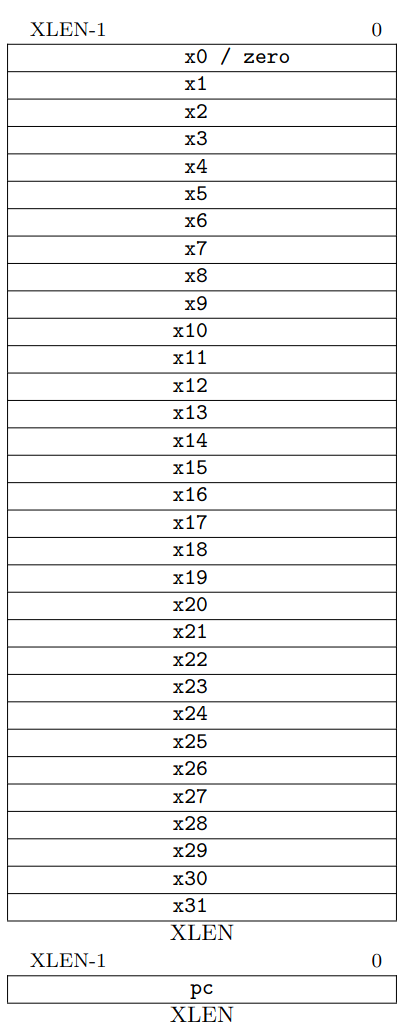 XLEN-1 0
x0 / zero
x1
x2
x3
x4
x5
x6
x7
x8
x9
x10
x11
x12
x13
x14
x15
x16
x17
x18
x19
x20
x21
x22
x23
x24
x25
x26
x27
x28
x29
x30
x31
XLEN
XLEN-1 0
pc
XLEN